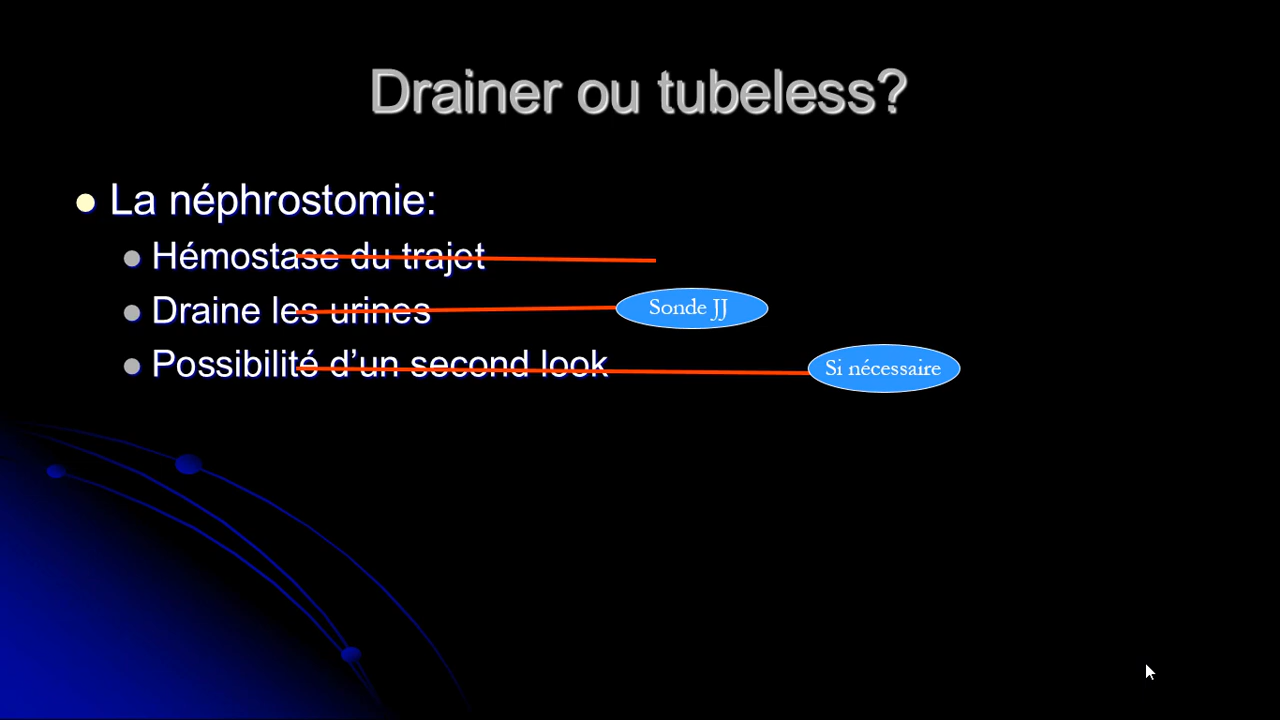 Drainer ou tubeless?
La néphrostomie:
Hémostase du trajet
Draine les urines
Sonde JJ
Possibilité d’un second look
Si nécessaire